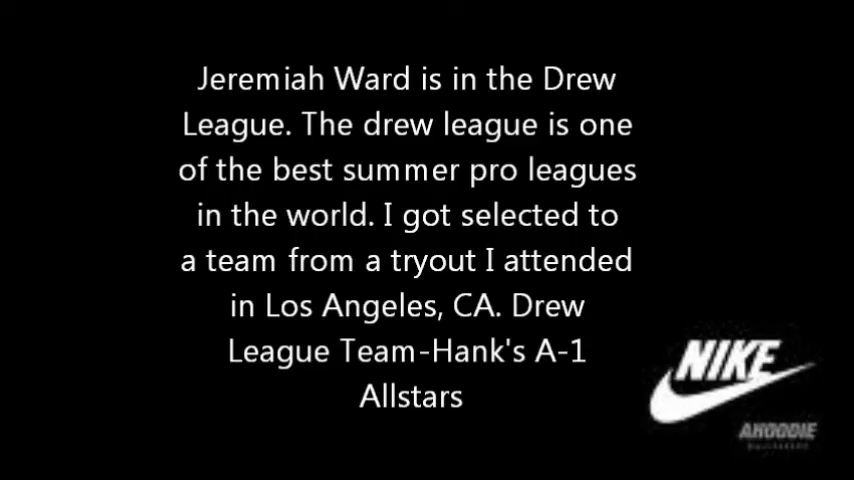 Jeremiah Ward is in the Drew
League. The drew league is one
of the best summer pro leagues
in the world. I got selected to
a team from a tryout I attended
in Los Angeles, CA. Drew
League Team-Hank's A-1
Allstars
NIKE
AHOODIE